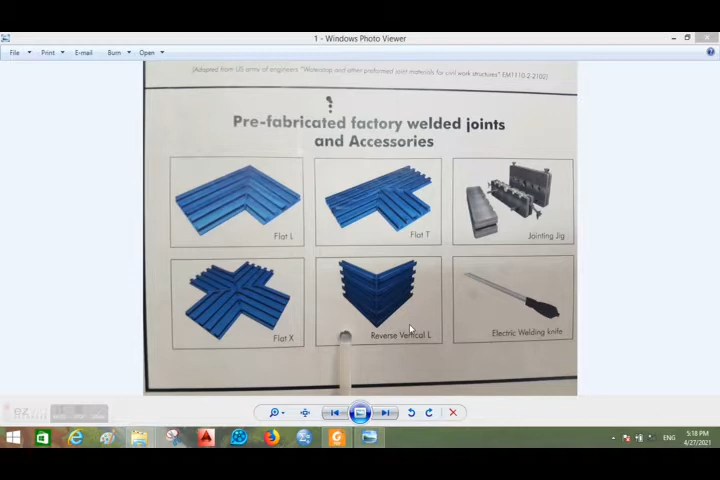 1 - Windows Photo Viewer
File Print E-mail Burn Open
(Adapted from US army of engineers "Waterstop and other preformed joint materials for civil work structures" EM1110-2-2102)
Pre-fabricated factory welded joints
and Accessories
Flat L
Flat T
Jointing Jig
Flat X
Reverse Vertical L
Electric Welding knife
ez
ENG
5:18 PM
4/27/2021